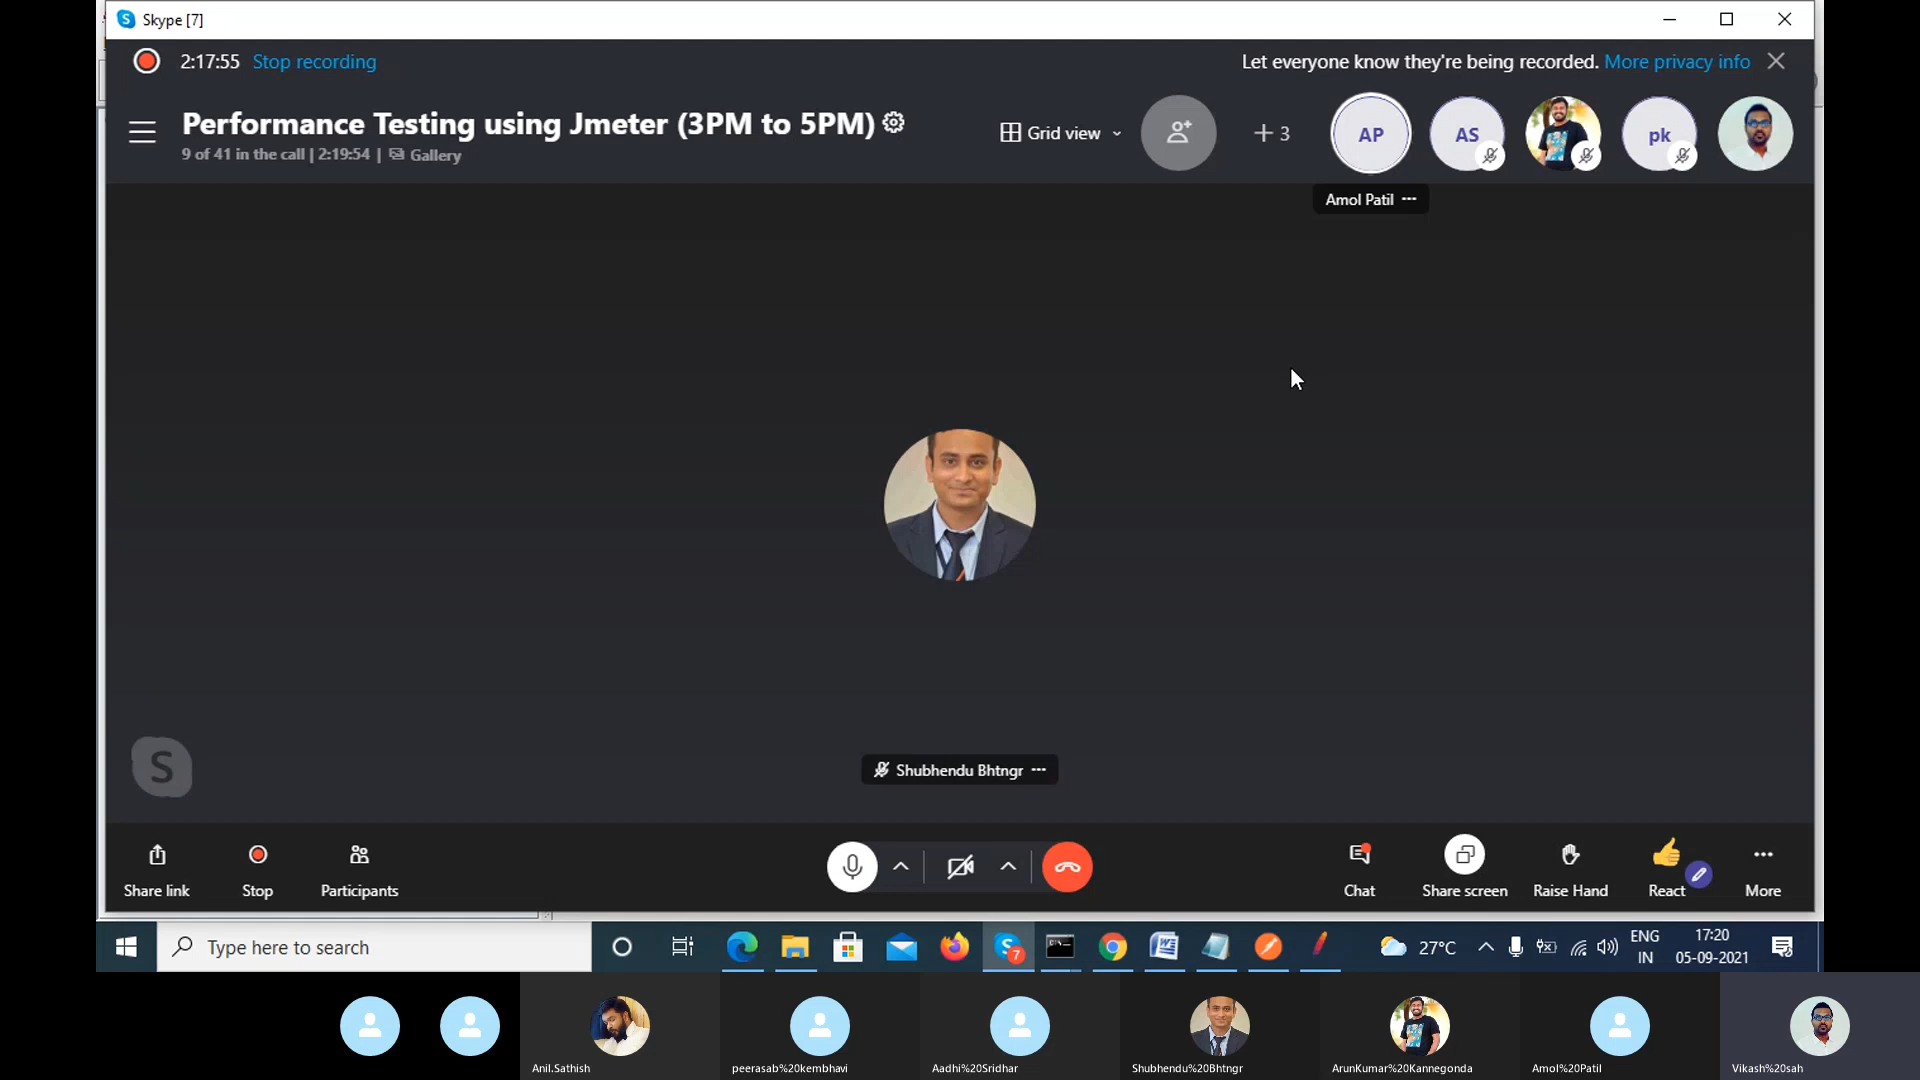 Skype [7]
2:17:55 Stop recording
Let everyone know they're being recorded. More privacy info
Performance Testing using Jmeter (3PM to 5PM)
9 of 41 in the call | 2:19:54 | Gallery
Grid view
+ 3
AP
AS
pk
Amol Patil ···
S
Shubhendu Bhtngr ···
Share link
Stop
Participants
Chat
Share screen
Raise Hand
React
More
Type here to search
S
7
W
27°C
ENG
IN
17:20
05-09-2021
Anil.Sathish
peerasab%20kembhavi
Aadhi%20Sridhar
Shubhendu%20Bhtngr
ArunKumar%20Kannegonda
Amol%20Patil
Vikash%20sah